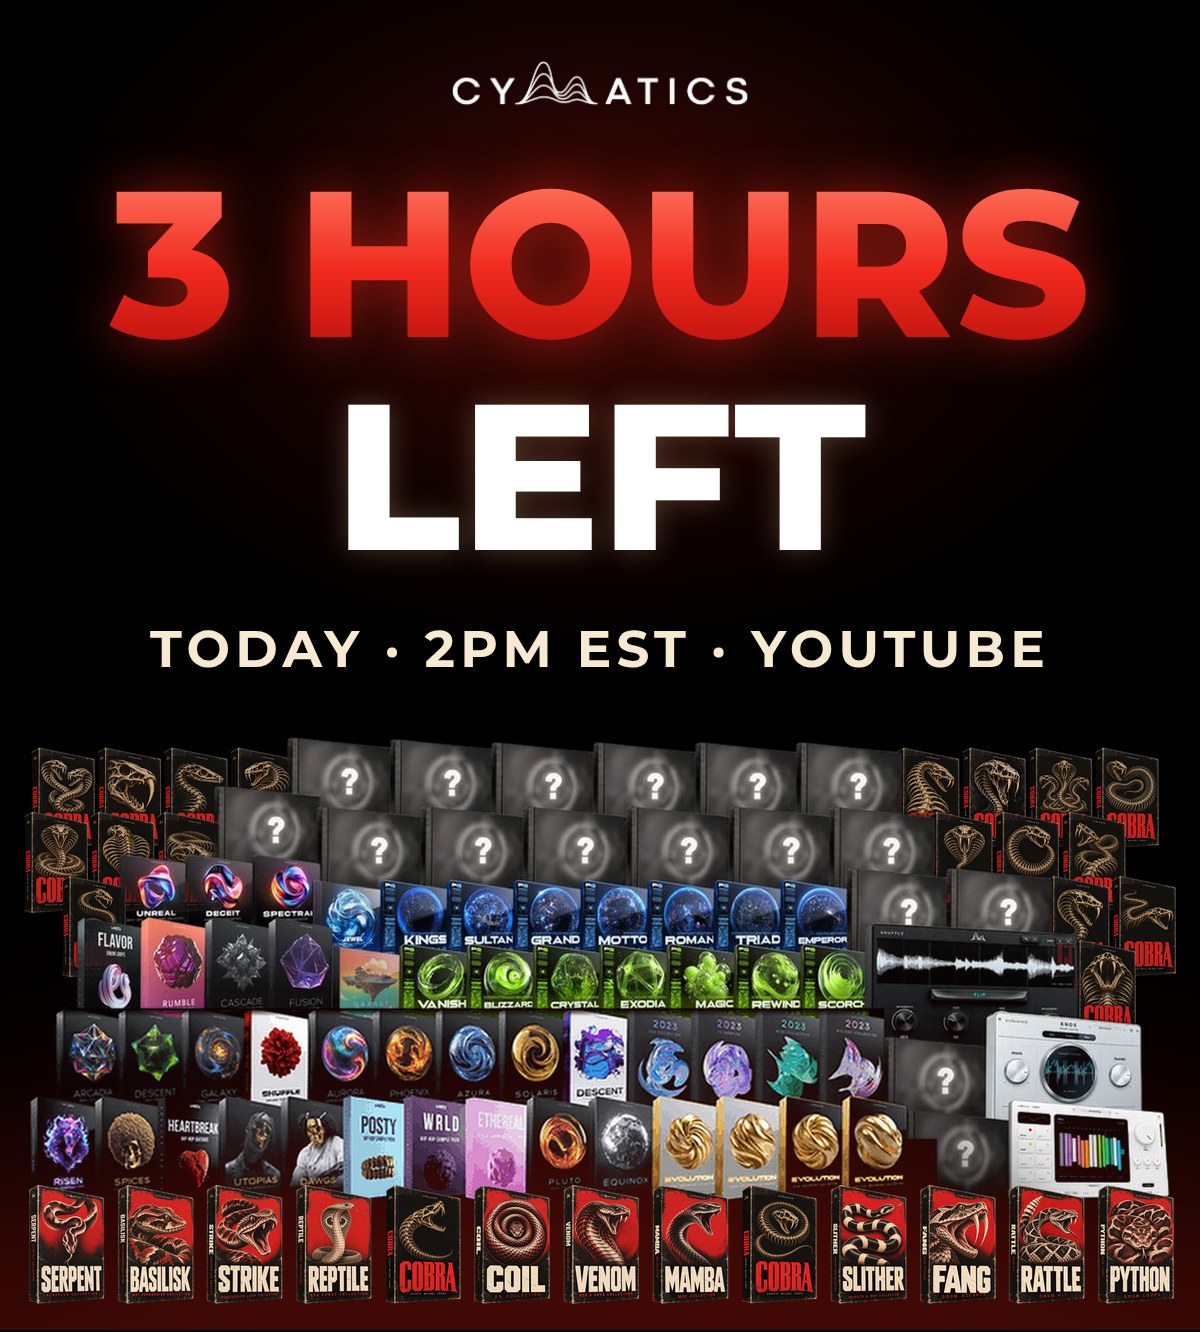 CYMATICS
3 HOURS
LEFT
TODAY · 2PM EST · YOUTUBE
? ? ? ? ? ?
COBRA
? ? ? ? ? ? ?
UNREAL DECEIT SPECTRAL
? ?
JEWEL KINGS SULTAN GRAND MOTTO ROMAN TRIAD EMPEROR
COBRA
FLAVOR RUMBLE CASCADE FUSION
VANISH BLIZZARD CRYSTAL EXODIA MAGIC REWIND SCORCH
FLIP
COBRA
2023 2023 2023 2023
KNOX
ARCADIA DESCENT GALAXY SHUFFLE AURORA PHOENIX AZURA SOLARIS DESCENT
?
HEARTBREAK POSTY WRLD ETHEREAL
?
RISEN SPICES UTOPIAS DAWGS PLUTO EQUINOX EVOLUTION EVOLUTION EVOLUTION EVOLUTION
SERPENT BASILISK STRIKE REPTILE COBRA COIL VENOM MAMBA COBRA SLITHER FANG RATTLE PYTHON